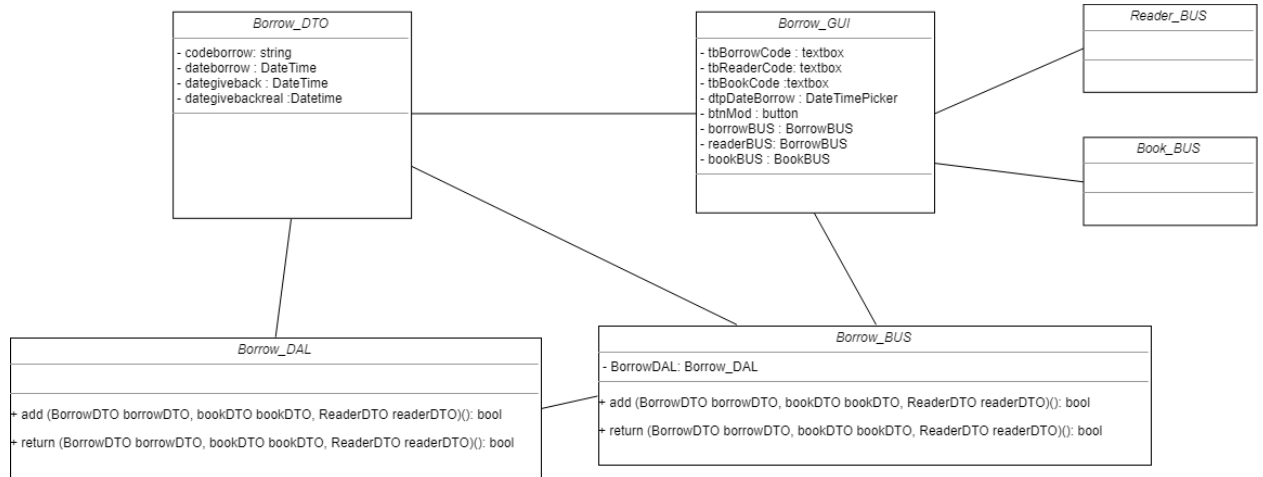 Borrow_DTO
- codeborrow: string
- dateborrow : DateTime
- dategiveback : DateTime
- dategivebackreal :Datetime
Borrow_GUI
- tbBorrowCode : textbox
- tbReaderCode: textbox
- tbBookCode :textbox
- dtpDateBorrow : DateTimePicker
- btnMod : button
- borrowBUS : BorrowBUS
- readerBUS: BorrowBUS
- bookBUS : BookBUS
Reader_BUS
Book_BUS
Borrow_DAL
+ add (BorrowDTO borrowDTO, bookDTO bookDTO, ReaderDTO readerDTO)(): bool
+ return (BorrowDTO borrowDTO, bookDTO bookDTO, ReaderDTO readerDTO)(): bool
Borrow_BUS
- BorrowDAL: Borrow_DAL
+ add (BorrowDTO borrowDTO, bookDTO bookDTO, ReaderDTO readerDTO)(): bool
+ return (BorrowDTO borrowDTO, bookDTO bookDTO, ReaderDTO readerDTO)(): bool